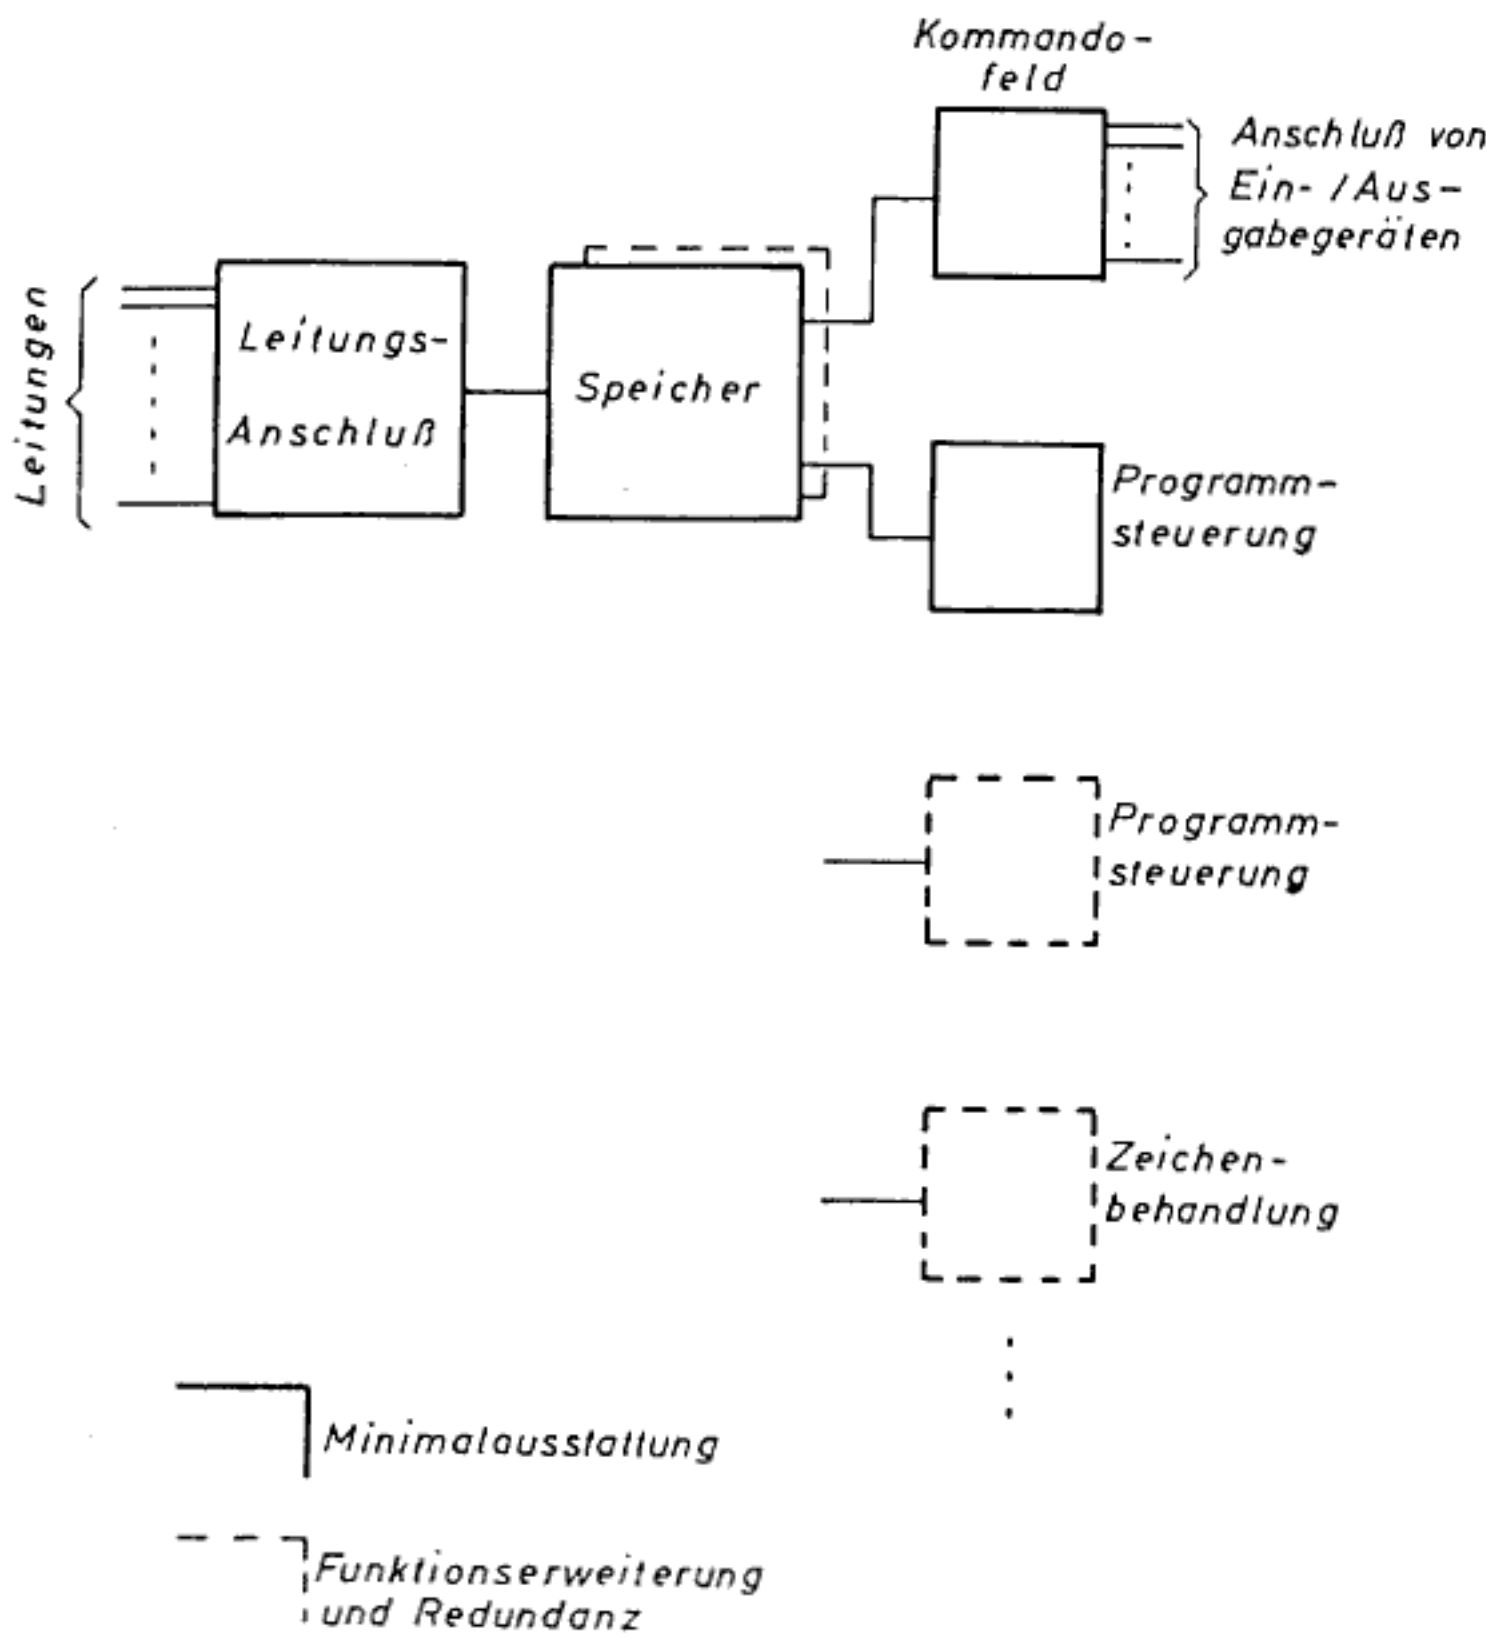 Kommando-
feld
Anschluß von
Ein- /Aus-
gabegeräten
Leitungen
Leitungs-
Anschluß
Speicher
Programm-
steuerung
Programm-
steuerung
Zeichen-
behandlung
Minimalausstattung
Funktionserweiterung
und Redundanz